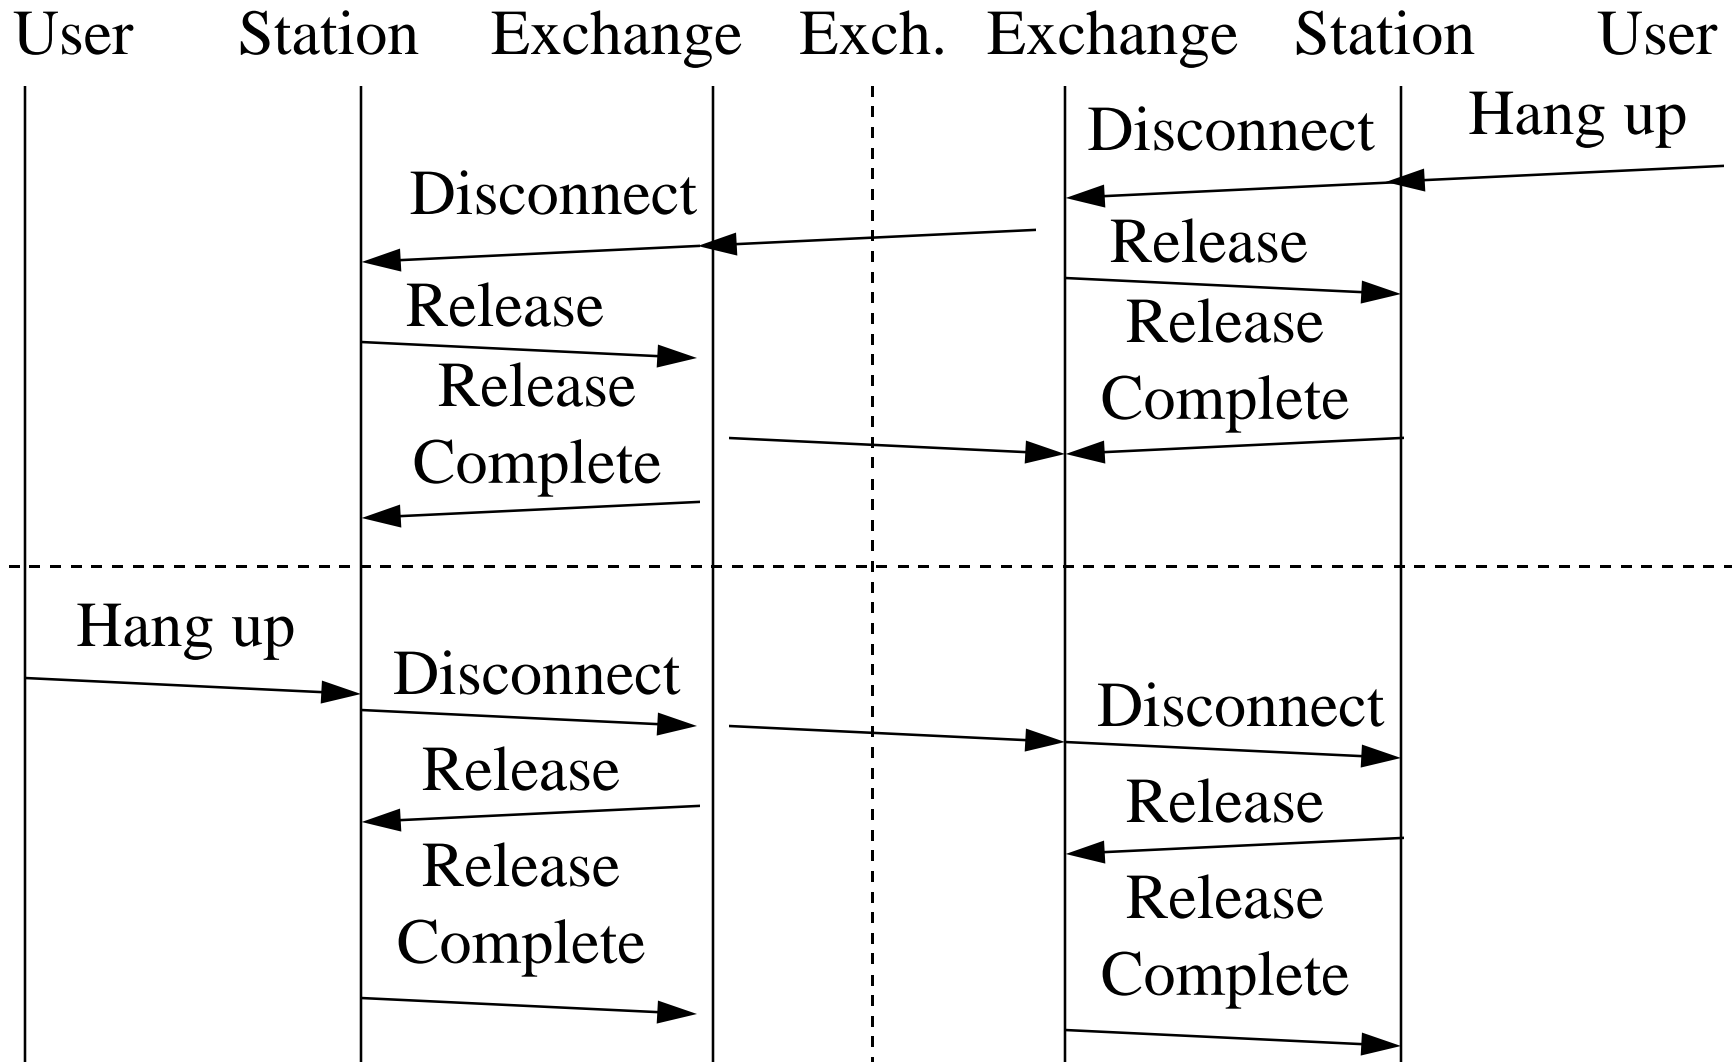 User Station Exchange Exch. Exchange Station User
Hang up
Disconnect
Disconnect
Release
Release
Release
Release
Complete
Complete
Release
Hang up
Disconnect
Disconnect
Release
Release
Release
Release
Complete
Complete